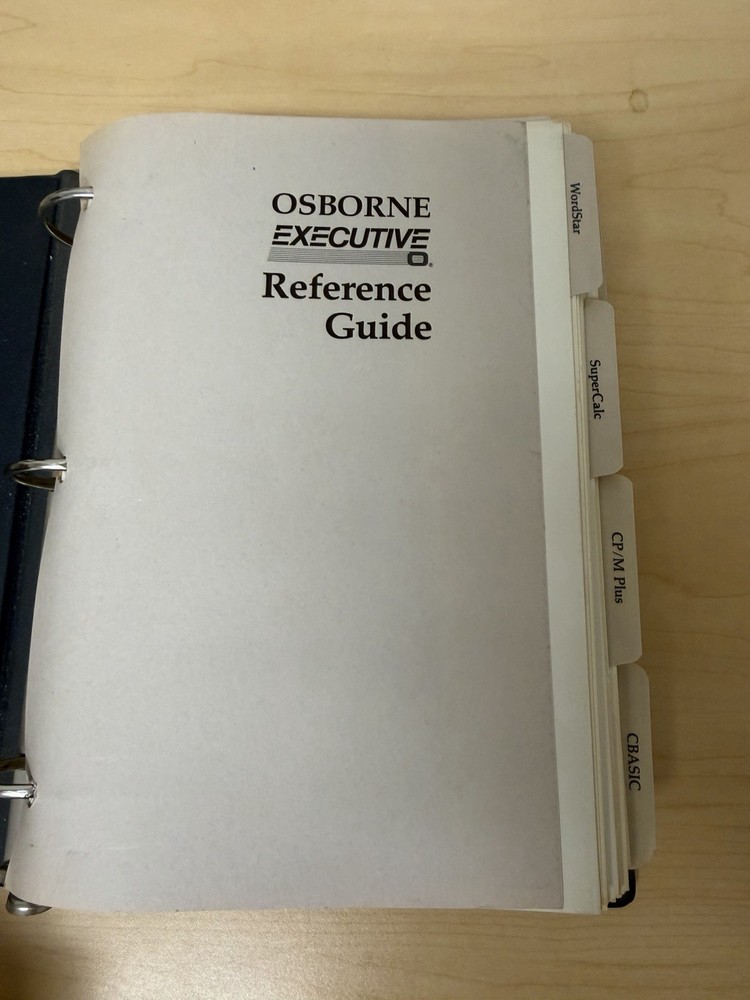 OSBORNE
EXECUTIVE
Reference
Guide
WordStar
SuperCalc
CP/M Plus
CBASIC